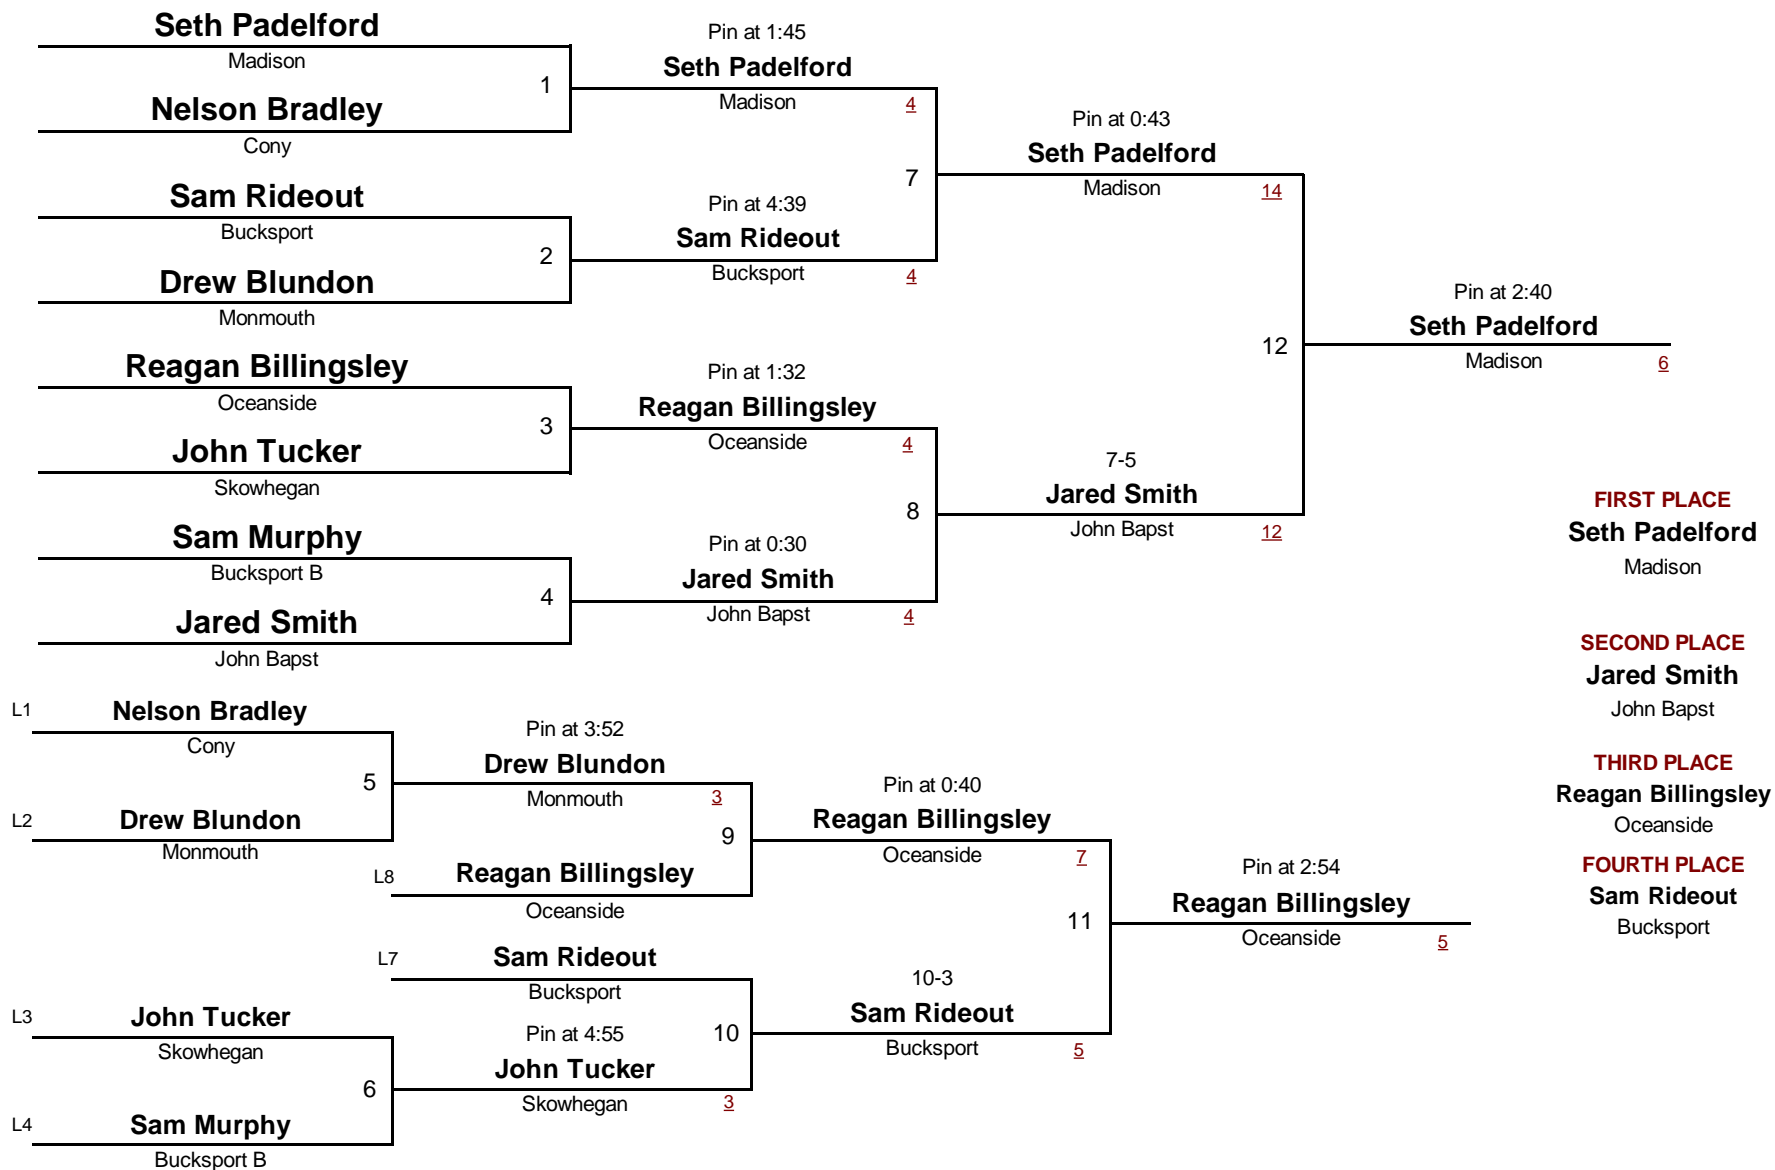 Seth Padelford
Madison
1
Nelson Bradley
Cony
Sam Rideout
Bucksport
2
Drew Blundon
Monmouth
Reagan Billingsley
Oceanside
3
John Tucker
Skowhegan
Sam Murphy
Bucksport B
4
Jared Smith
John Bapst
Pin at 1:45
Seth Padelford
Madison
4
7
Pin at 4:39
Sam Rideout
Bucksport
4
Pin at 1:32
Reagan Billingsley
Oceanside
4
8
Pin at 0:30
Jared Smith
John Bapst
4
Pin at 0:43
Seth Padelford
Madison
14
12
7-5
Jared Smith
John Bapst
12
Pin at 2:40
Seth Padelford
Madison
6
FIRST PLACE
Seth Padelford
Madison
SECOND PLACE
Jared Smith
John Bapst
THIRD PLACE
Reagan Billingsley
Oceanside
FOURTH PLACE
Sam Rideout
Bucksport
L1
Nelson Bradley
Cony
5
L2
Drew Blundon
Monmouth
Pin at 3:52
Drew Blundon
Monmouth
3
9
L8
Reagan Billingsley
Oceanside
L7
Sam Rideout
Bucksport
10
L3
John Tucker
Skowhegan
6
L4
Sam Murphy
Bucksport B
Pin at 4:55
John Tucker
Skowhegan
3
Pin at 0:40
Reagan Billingsley
Oceanside
7
11
10-3
Sam Rideout
Bucksport
5
Pin at 2:54
Reagan Billingsley
Oceanside
5